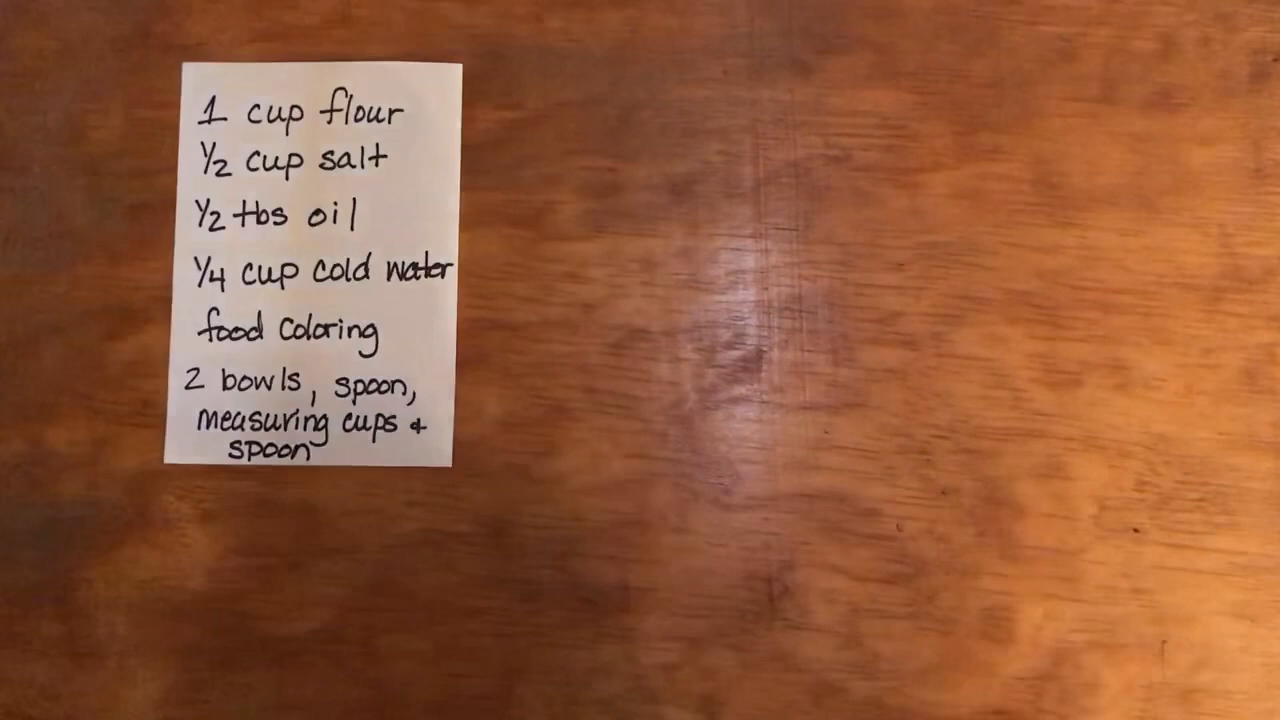 1 cup flour
½ cup salt
½ tbs oil
¼ cup cold water
food coloring
2 bowls, spoon,
measuring cups +
spoon